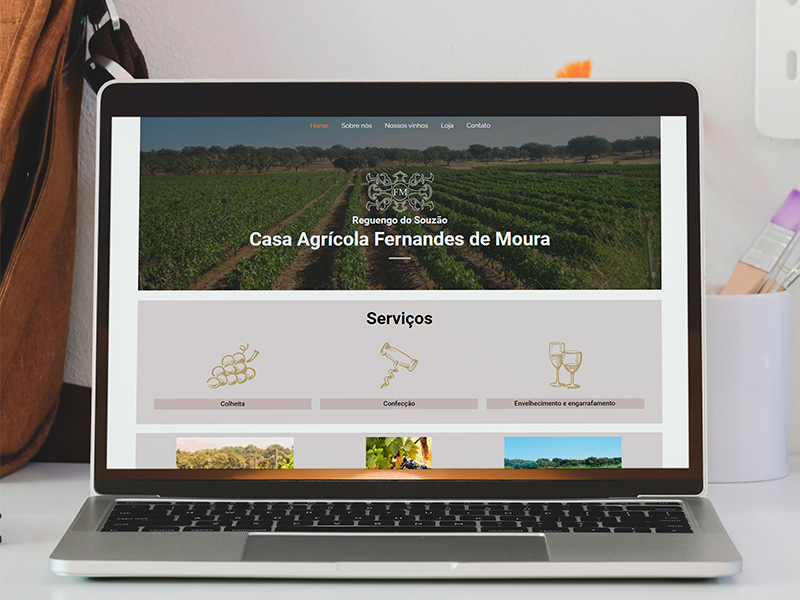 Home Sobre nós Nossos vinhos Loja Contato
FM
Reguengo do Souzão
Casa Agrícola Fernandes de Moura
Serviços
Colheita Confecção Envelhecimento e engarrafamento